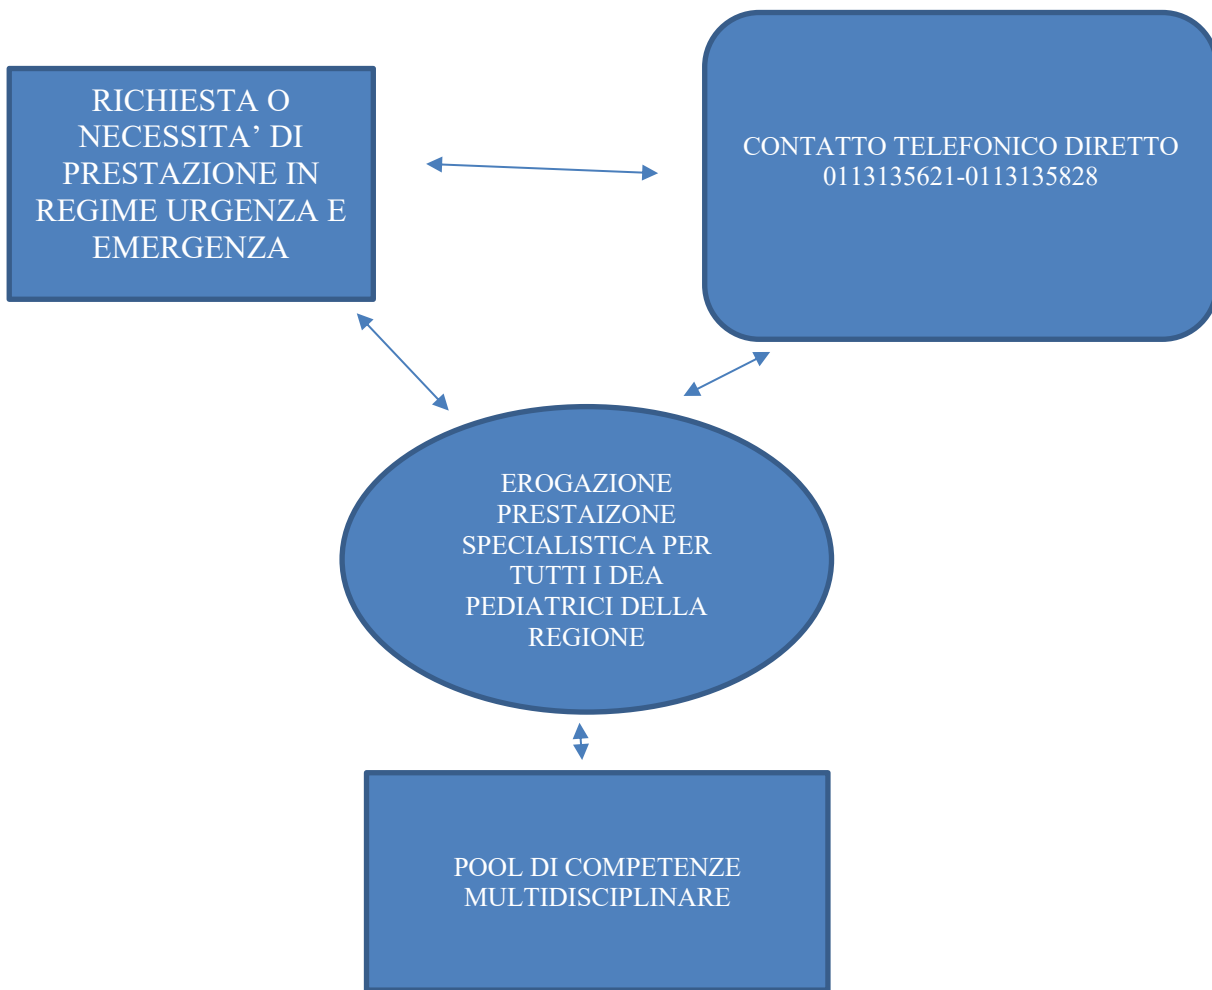 RICHIESTA O
NECESSITA’ DI
PRESTAZIONE IN
REGIME URGENZA E
EMERGENZA
CONTATTO TELEFONICO DIRETTO
0113135621-0113135828
EROGAZIONE
PRESTAIZONE
SPECIALISTICA PER
TUTTI I DEA
PEDIATRICI DELLA
REGIONE
POOL DI COMPETENZE
MULTIDISCIPLINARE